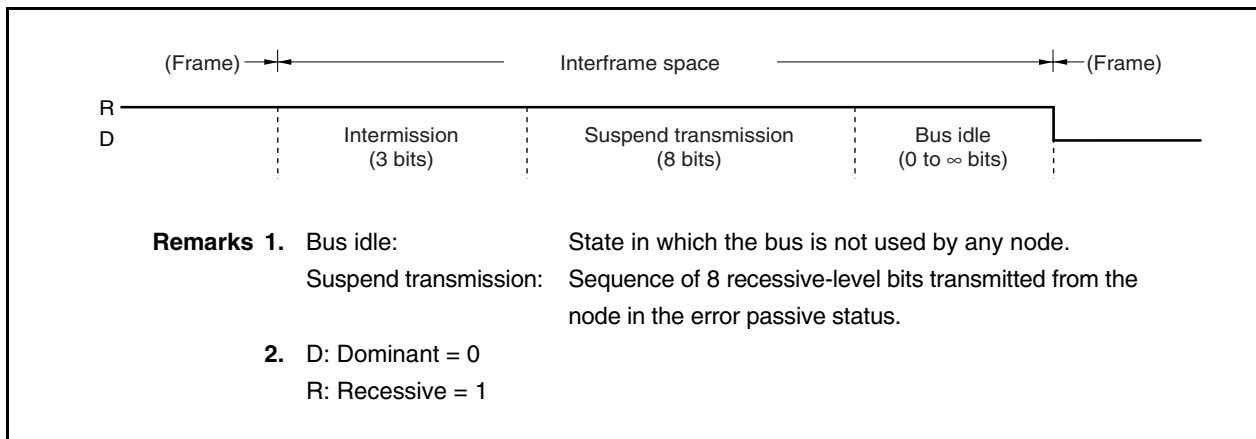 (Frame) Interframe space (Frame)
R
D
Intermission
(3 bits)
Suspend transmission
(8 bits)
Bus idle
(0 to ∞ bits)
Remarks 1. Bus idle: State in which the bus is not used by any node.
Suspend transmission: Sequence of 8 recessive-level bits transmitted from the
node in the error passive status.
2. D: Dominant = 0
R: Recessive = 1